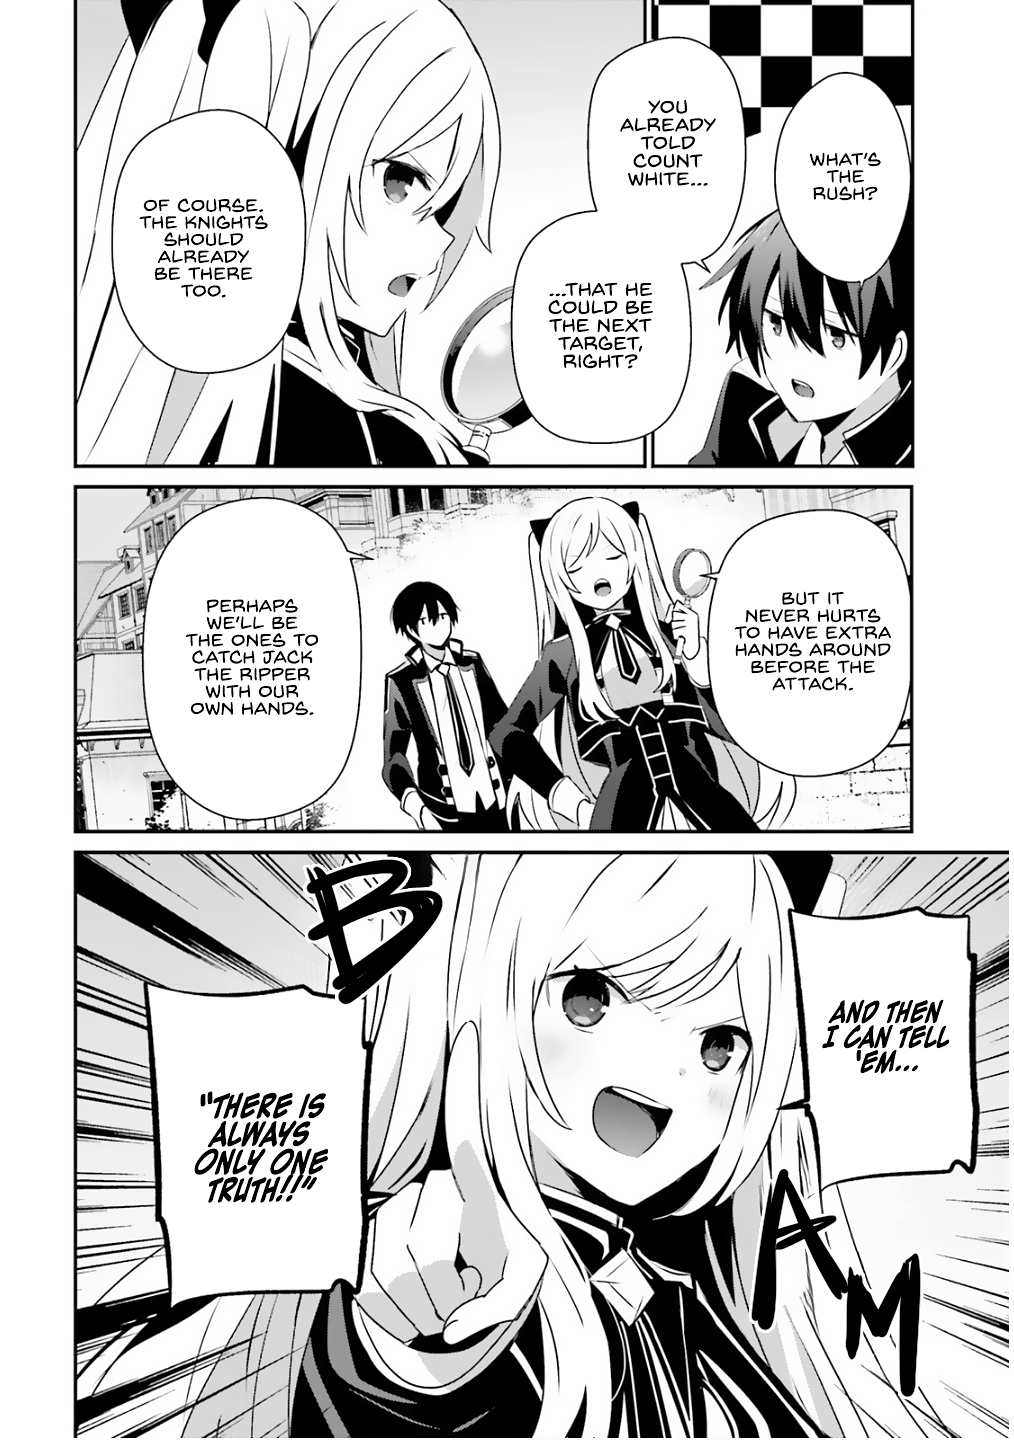 WHAT'S
THE
RUSH?
YOU
ALREADY
TOLD
COUNT
WHITE...
...THAT HE
COULD BE
THE NEXT
TARGET,
RIGHT?
OF COURSE.
THE KNIGHTS
SHOULD
ALREADY
BE THERE
TOO.
BUT IT
NEVER HURTS
TO HAVE EXTRA
HANDS AROUND
BEFORE THE
ATTACK.
PERHAPS
WE'LL BE
THE ONES TO
CATCH JACK
THE RIPPER
WITH OUR
OWN HANDS.
AND THEN
I CAN TELL
'EM...
BAM
"THERE IS
ALWAYS
ONLY ONE
TRUTH!!"